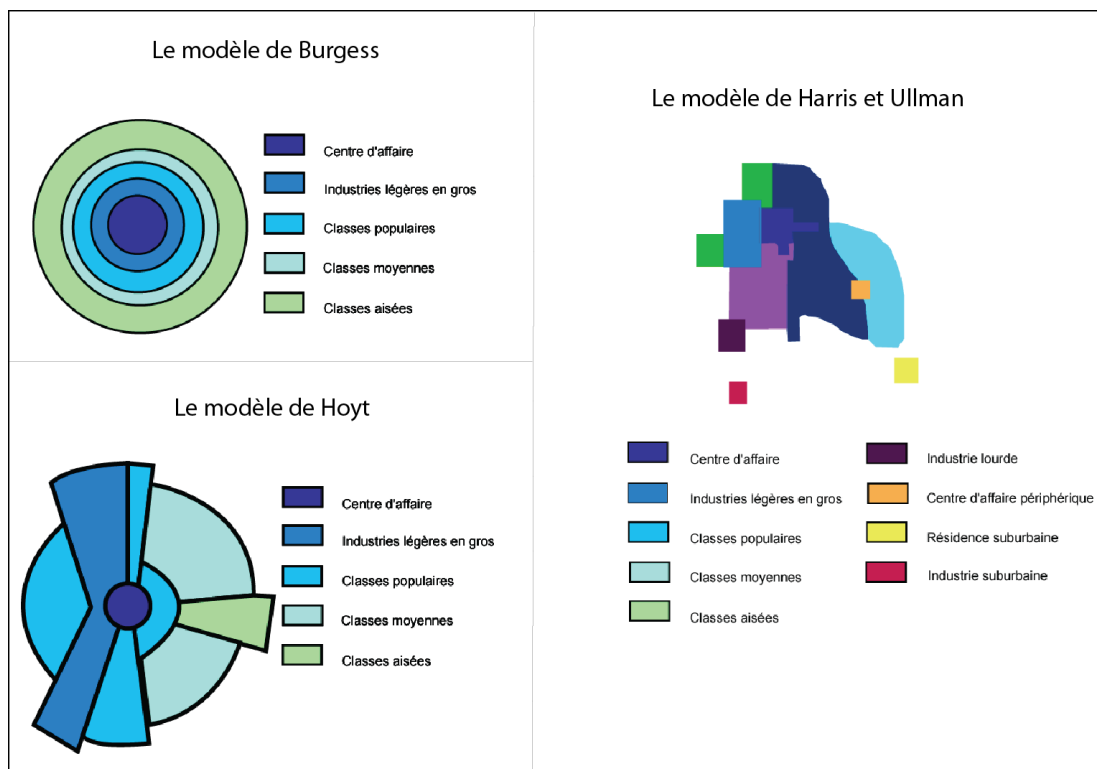 Le modèle de Burgess
Centre d'affaire
Industries légères en gros
Classes populaires
Classes moyennes
Classes aisées
Le modèle de Hoyt
Centre d'affaire
Industries légères en gros
Classes populaires
Classes moyennes
Classes aisées
Le modèle de Harris et Ullman
Centre d'affaire
Industries légères en gros
Classes populaires
Classes moyennes
Classes aisées
Industrie lourde
Centre d'affaire périphérique
Résidence suburbaine
Industrie suburbaine